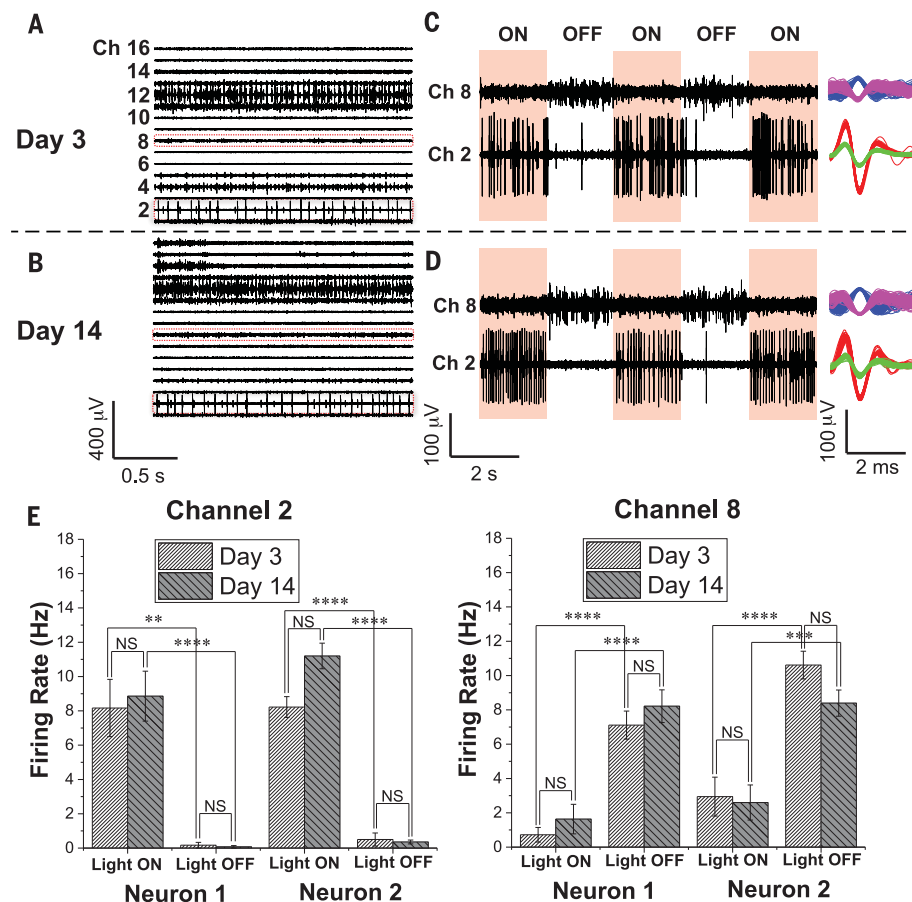 A
Ch 16
14
12
10
8
6
4
2
Day 3
C
ON OFF ON OFF ON
Ch 8
Ch 2
B
Day 14
400 µV
0.5 s
D
Ch 8
Ch 2
100 µV
2 s
100 µV
2 ms
E
Channel 2
Firing Rate (Hz)
18
16
14
12
10
8
6
4
2
0
Day 3
Day 14
**
NS
****
NS
****
NS
****
NS
Light ON Light OFF Light ON Light OFF
Neuron 1 Neuron 2
Channel 8
Firing Rate (Hz)
18
16
14
12
10
8
6
4
2
0
Day 3
Day 14
****
****
NS
NS
****
NS
***
NS
Light ON Light OFF Light ON Light OFF
Neuron 1 Neuron 2